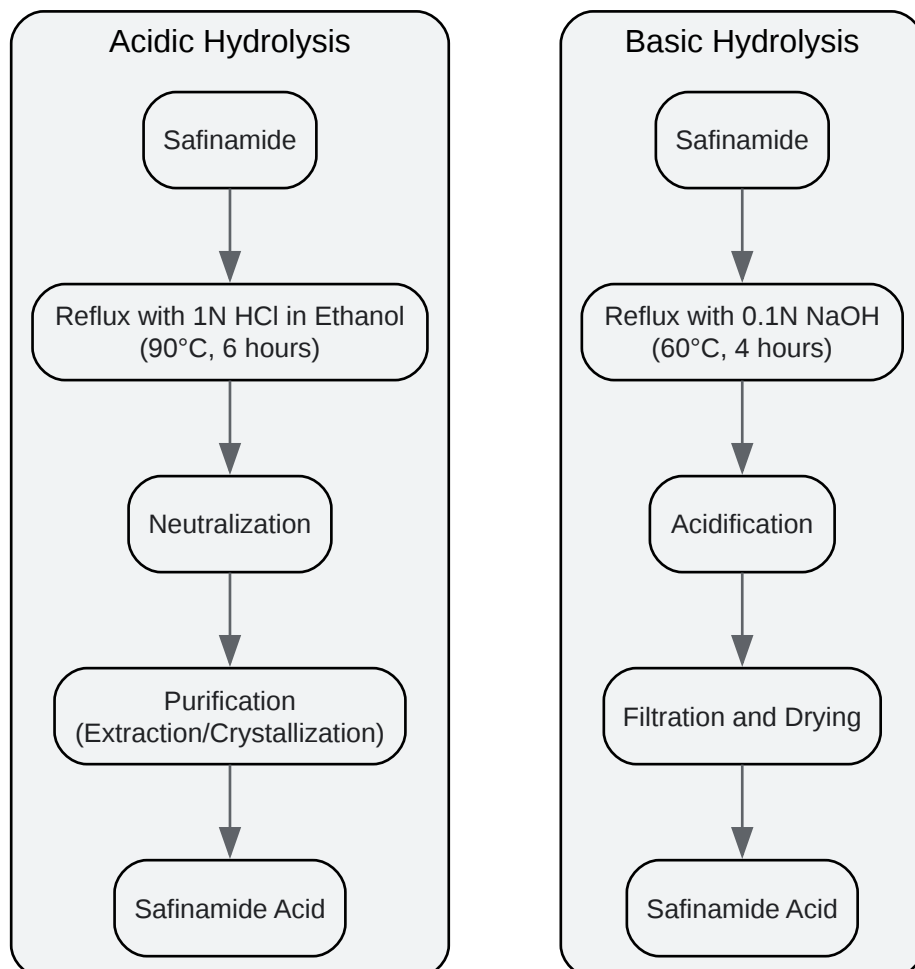 Acidic Hydrolysis
Safinamide
Reflux with 1N HCl in Ethanol
(90°C, 6 hours)
Neutralization
Purification
(Extraction/Crystallization)
Safinamide Acid
Basic Hydrolysis
Safinamide
Reflux with 0.1N NaOH
(60°C, 4 hours)
Acidification
Filtration and Drying
Safinamide Acid